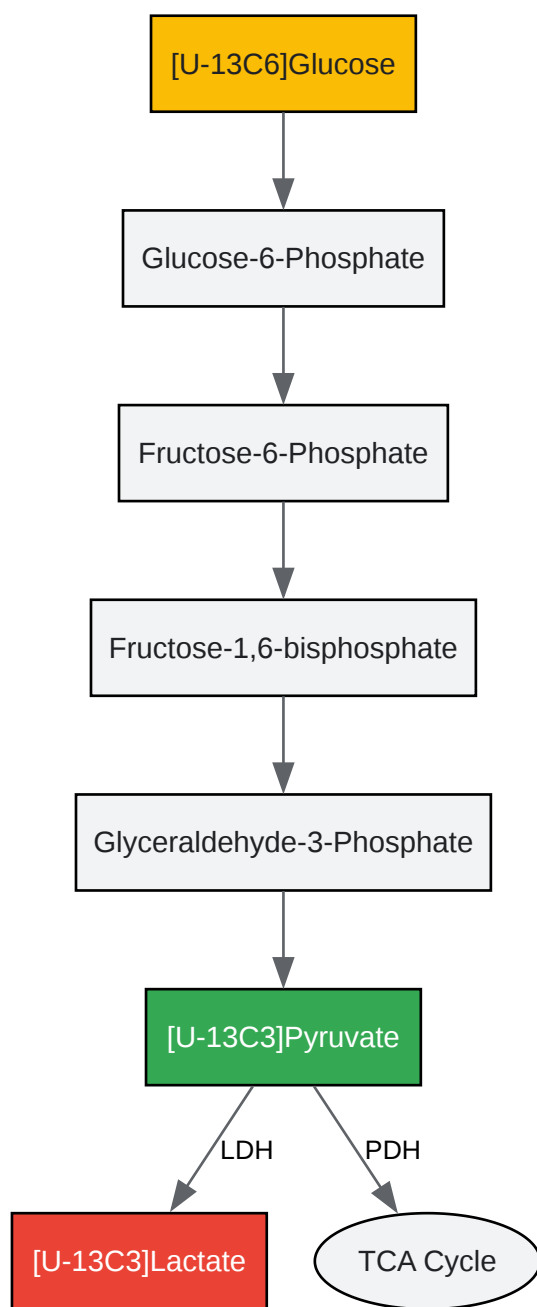 [U-13C6]Glucose
Glucose-6-Phosphate
Fructose-6-Phosphate
Fructose-1,6-bisphosphate
Glyceraldehyde-3-Phosphate
[U-13C3]Pyruvate
LDH
PDH
[U-13C3]Lactate
TCA Cycle